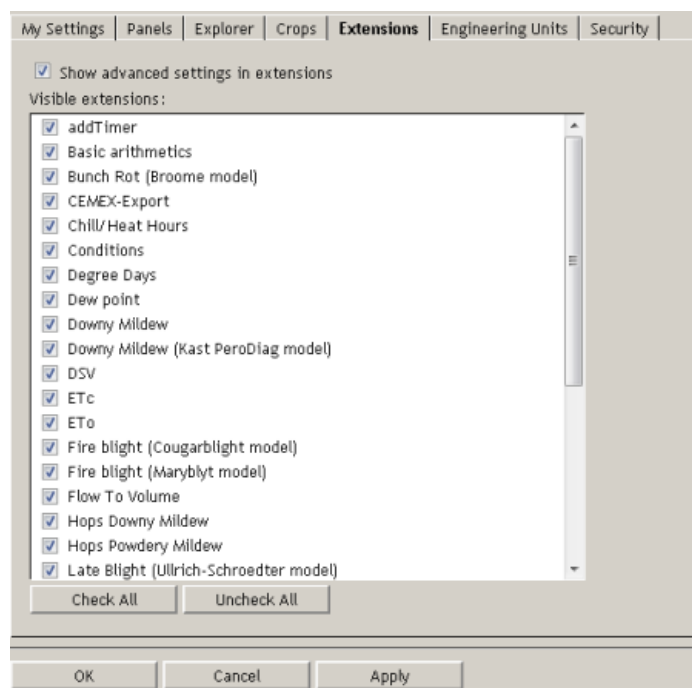 My Settings Panels Explorer Crops Extensions Engineering Units Security
Show advanced settings in extensions
Visible extensions:
addTimer
Basic arithmetics
Bunch Rot (Broome model)
CEMEX-Export
Chill/Heat Hours
Conditions
Degree Days
Dew point
Downy Mildew
Downy Mildew (Kast PeroDiag model)
DSV
ETc
ETo
Fire blight (Cougarblight model)
Fire blight (Maryblyt model)
Flow To Volume
Hops Downy Mildew
Hops Powdery Mildew
Late Blight (Ullrich-Schroedter model)
Check All Uncheck All
OK Cancel Apply